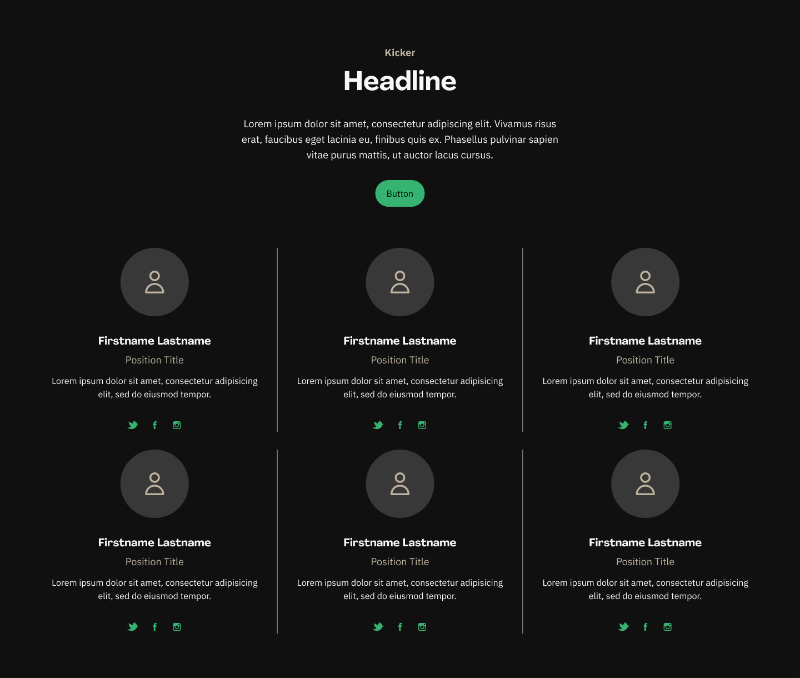 Kicker
Headline
Lorem ipsum dolor sit amet, consectetur adipiscing elit. Vivamus risus
erat, faucibus eget lacinia eu, finibus quis ex. Phasellus pulvinar sapien
vitae purus mattis, ut auctor lacus cursus.
Button
Firstname Lastname
Position Title
Lorem ipsum dolor sit amet, consectetur adipisicing
elit, sed do eiusmod tempor.
Firstname Lastname
Position Title
Lorem ipsum dolor sit amet, consectetur adipisicing
elit, sed do eiusmod tempor.
Firstname Lastname
Position Title
Lorem ipsum dolor sit amet, consectetur adipisicing
elit, sed do eiusmod tempor.
Firstname Lastname
Position Title
Lorem ipsum dolor sit amet, consectetur adipisicing
elit, sed do eiusmod tempor.
Firstname Lastname
Position Title
Lorem ipsum dolor sit amet, consectetur adipisicing
elit, sed do eiusmod tempor.
Firstname Lastname
Position Title
Lorem ipsum dolor sit amet, consectetur adipisicing
elit, sed do eiusmod tempor.